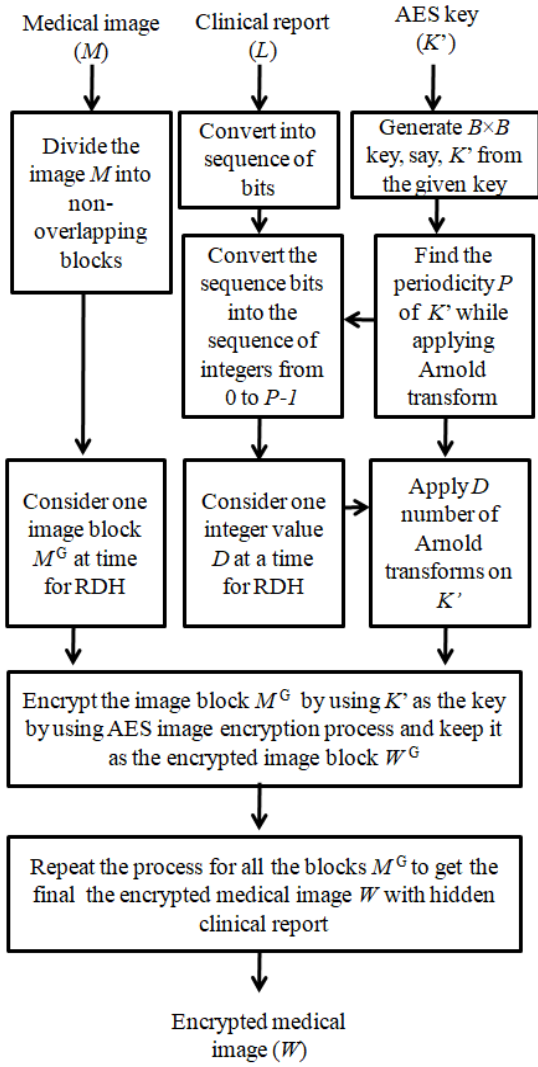 Medical image
(M)
Clinical report
(L)
AES key
(K’)
Divide the
image M into
non-
overlapping
blocks
Convert into
sequence of
bits
Generate B×B
key, say, K’ from
the given key
Convert the
sequence bits
into the
sequence of
integers from
0 to P-1
Find the
periodicity P
of K’ while
applying
Arnold
transform
Consider one
image block
Mᴳ at time
for RDH
Consider one
integer value
D at a time
for RDH
Apply D
number of
Arnold
transforms on
K’
Encrypt the image block Mᴳ by using K’ as the key
by using AES image encryption process and keep it
as the encrypted image block Wᴳ
Repeat the process for all the blocks Mᴳ to get the
final the encrypted medical image W with hidden
clinical report
Encrypted medical
image (W)